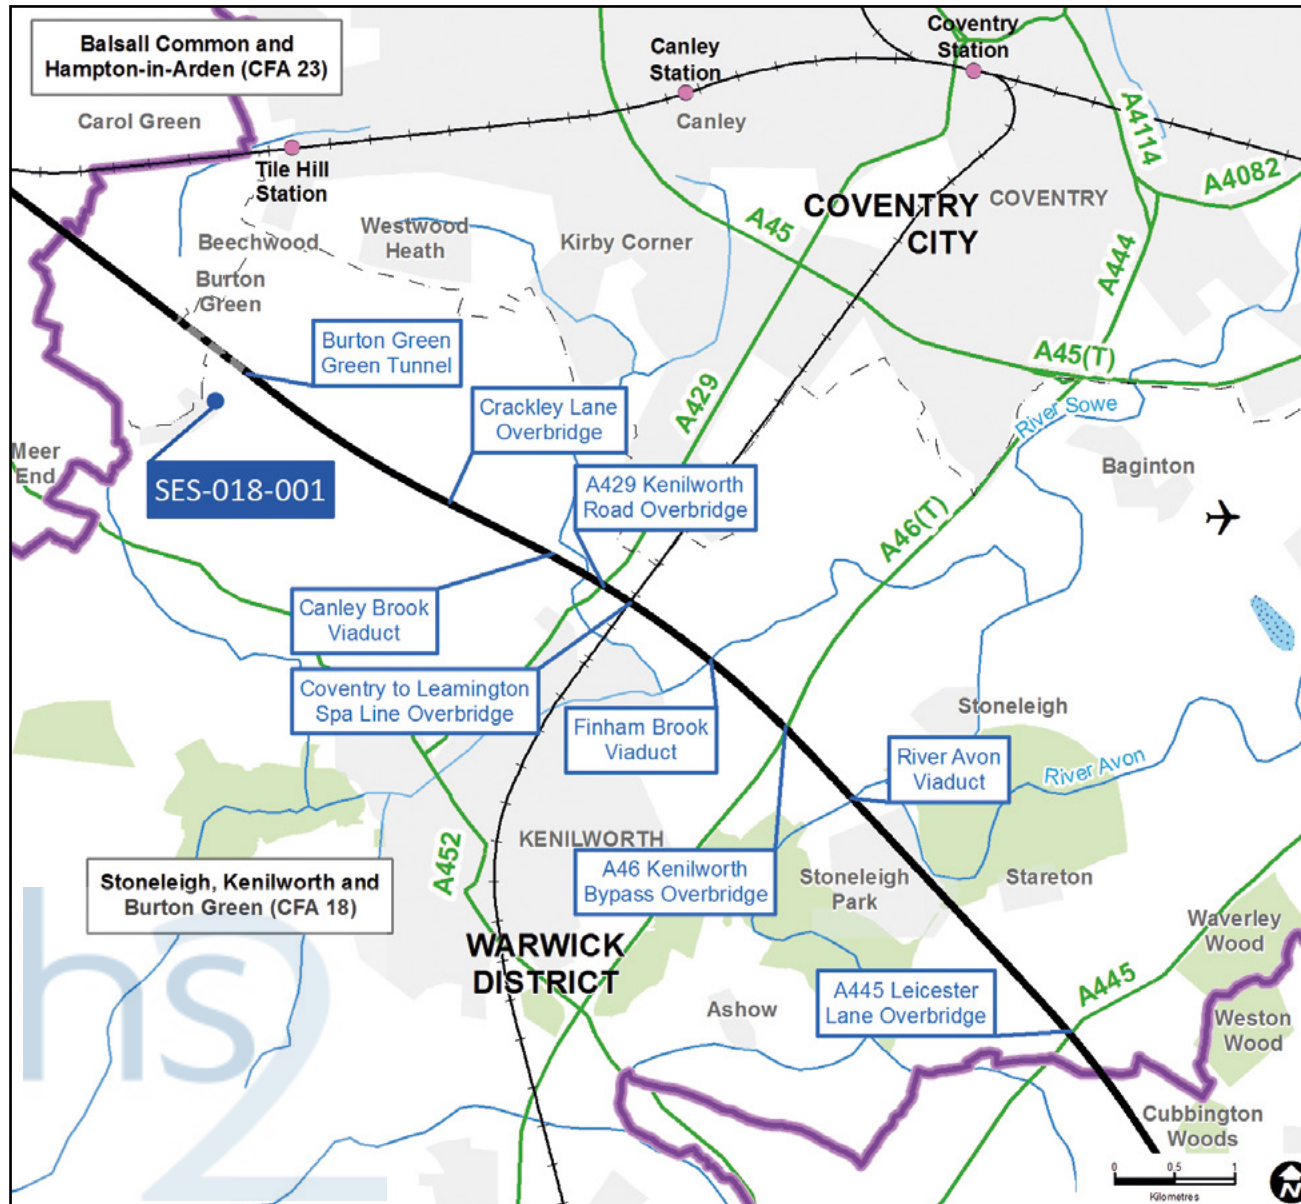 Balsall Common and
Hampton-in-Arden (CFA 23)
Coventry
Station
Canley
Station
Carol Green
Canley
A4114
Tile Hill
Station
A4082
COVENTRY
CITY
COVENTRY
A45
Westwood
Heath
Beechwood
Kirby Corner
A444
Burton
Green
Burton Green
Green Tunnel
A45(T)
A429
Crackley Lane
Overbridge
River Sowe
Meer
End
Baginton
SES-018-001
A429 Kenilworth
Road Overbridge
A46(T)
Canley Brook
Viaduct
Coventry to Leamington
Spa Line Overbridge
Finham Brook
Viaduct
Stoneleigh
River Avon
Viaduct
River Avon
KENILWORTH
A452
A46 Kenilworth
Bypass Overbridge
Stoneleigh
Park
Stareton
Stoneleigh, Kenilworth and
Burton Green (CFA 18)
Waverley
Wood
WARWICK
DISTRICT
A445
A445 Leicester
Lane Overbridge
Ashow
Weston
Wood
hs2
Cubbington
Woods
0 0.5 1
Kilometres
N